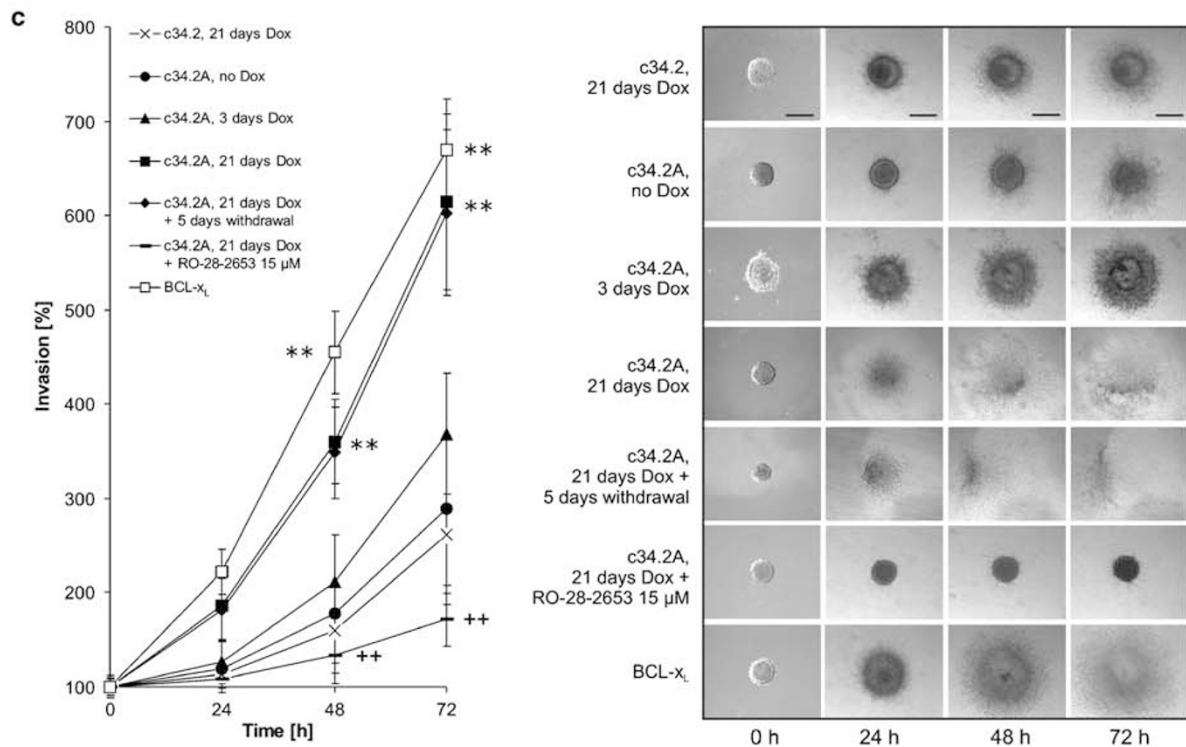 c
800
700
600
500
400
300
200
100
Invasion [%]
0
24
48
72
Time [h]
c34.2, 21 days Dox
c34.2A, no Dox
c34.2A, 3 days Dox
c34.2A, 21 days Dox
c34.2A, 21 days Dox
+ 5 days withdrawal
c34.2A, 21 days Dox
+ RO-28-2653 15 µM
BCL-xL
**
**
**
**
++
++
c34.2,
21 days Dox
c34.2A,
no Dox
c34.2A,
3 days Dox
c34.2A,
21 days Dox
c34.2A,
21 days Dox +
5 days withdrawal
c34.2A,
21 days Dox +
RO-28-2653 15 µM
BCL-xL
0 h
24 h
48 h
72 h